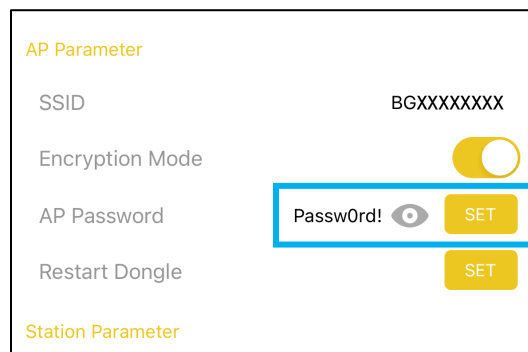 AP Parameter
SSID BGXXXXXXXX
Encryption Mode
AP Password Passw0rd! SET
Restart Dongle SET
Station Parameter